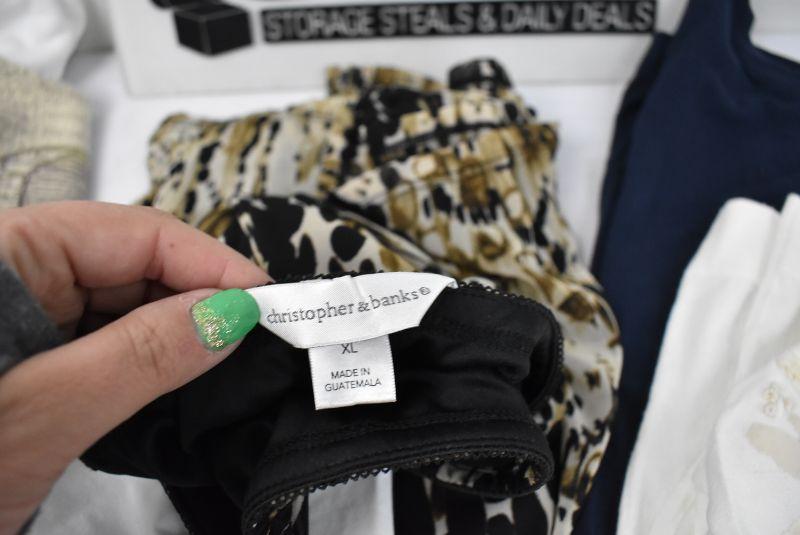 STORAGE STEALS & DAILY DEALS
christopher & banks®
XL
MADE IN
GUATEMALA